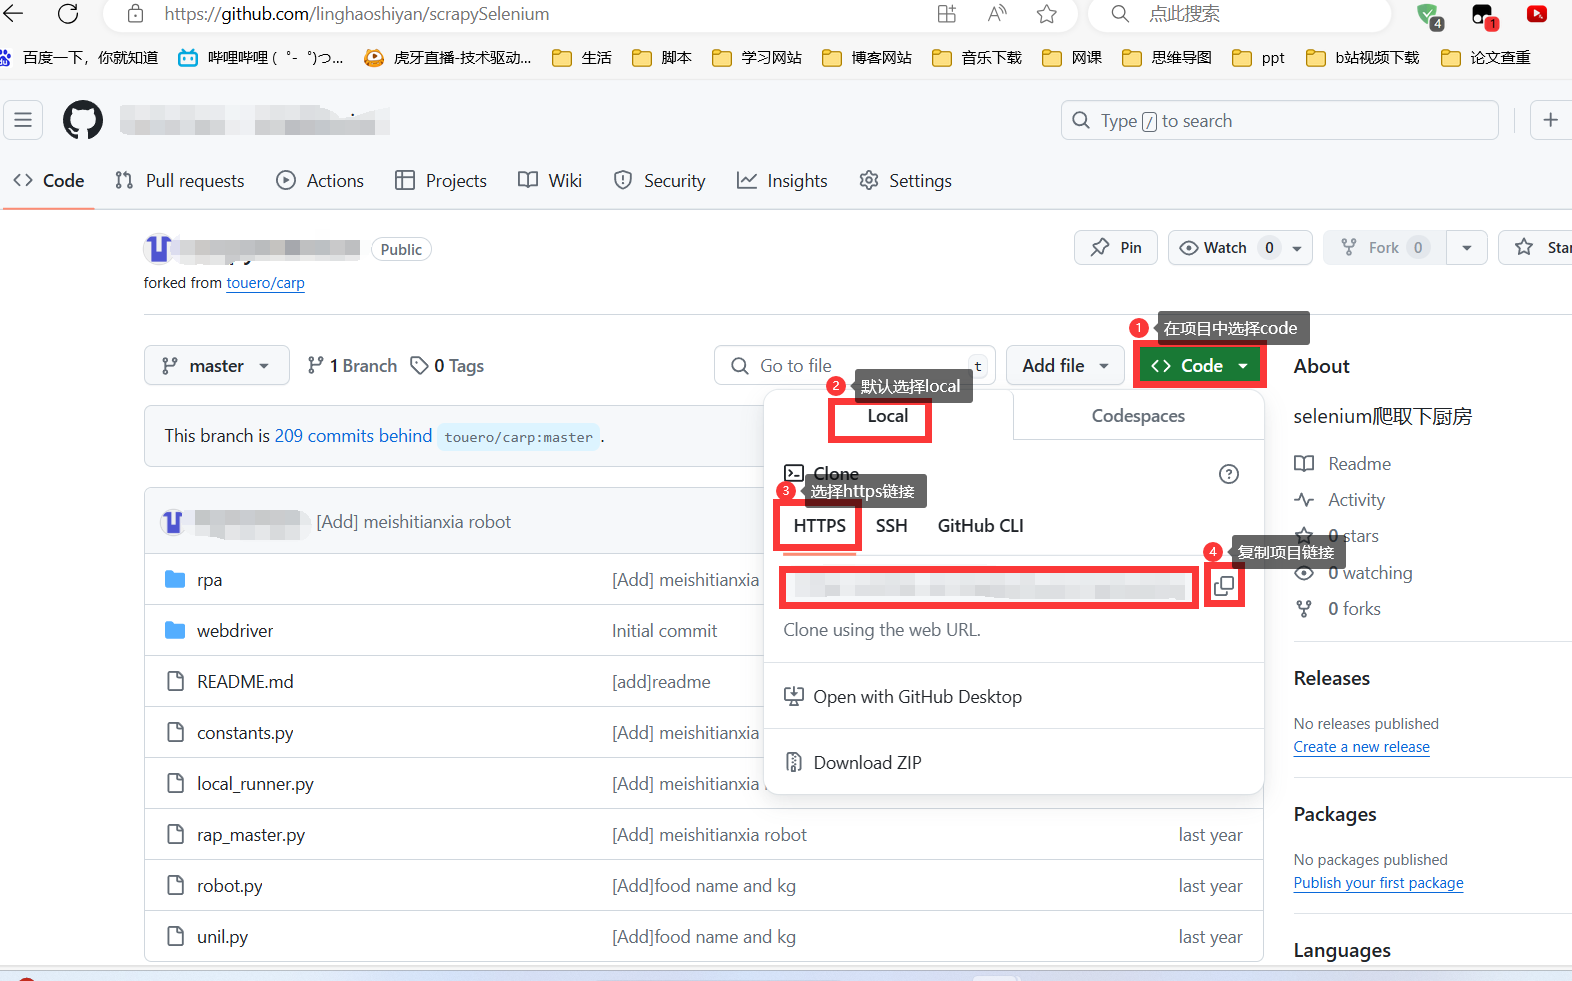 https://github.com/linghaoshiyan/scrapySelenium
点此搜索
4
1
百度一下，你就知道
哔哩哔哩 ( ゜- ゜)つ...
虎牙直播-技术驱动...
生活
脚本
学习网站
博客网站
音乐下载
网课
思维导图
ppt
b站视频下载
论文查重
Type / to search
Code
Pull requests
Actions
Projects
Wiki
Security
Insights
Settings
Public
Pin
Watch 0
Fork 0
forked from touero/carp
1 在项目中选择code
master
1 Branch
0 Tags
Go to file
t
Add file
Code
About
2 默认选择local
Local
Codespaces
selenium爬取下厨房
This branch is 209 commits behind touero/carp:master .
Readme
Clone
3 选择https链接
Activity
[Add] meishitianxia robot
HTTPS
SSH
GitHub CLI
0 stars
4 复制项目链接
0 watching
rpa
[Add] meishitianxia
0 forks
webdriver
Initial commit
Clone using the web URL.
README.md
[add]readme
Open with GitHub Desktop
Releases
No releases published
constants.py
[Add] meishitianxia
Create a new release
Download ZIP
local_runner.py
[Add] meishitianxia
Packages
rap_master.py
[Add] meishitianxia robot
last year
No packages published
robot.py
[Add]food name and kg
last year
Publish your first package
unil.py
[Add]food name and kg
last year
Languages